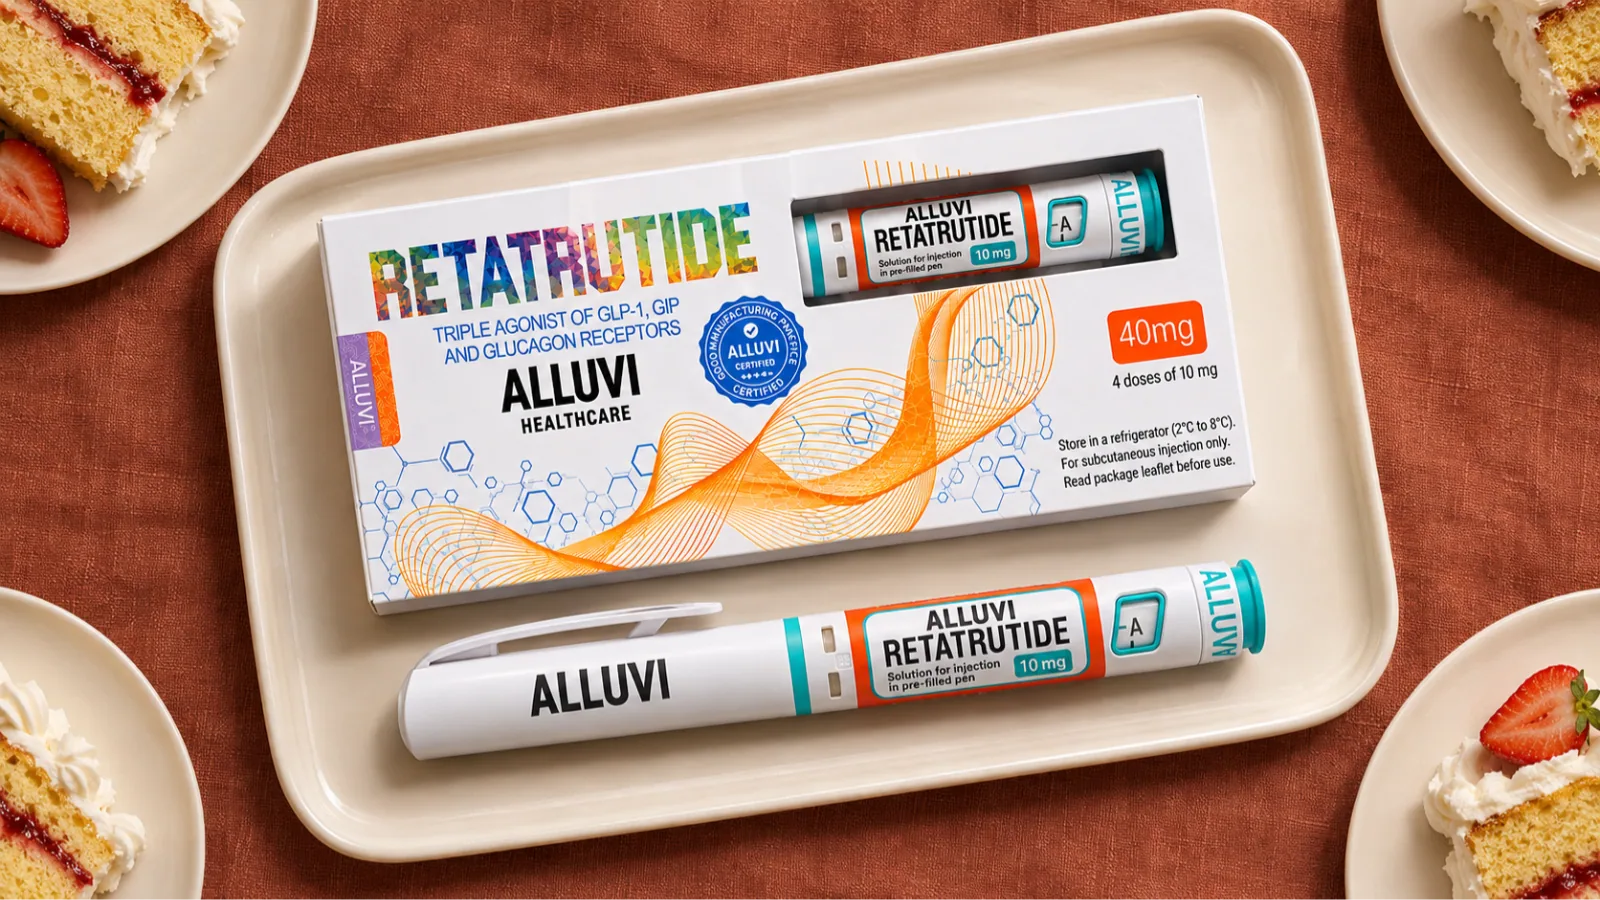 RETATRUTIDE
TRIPLE AGONIST OF GLP-1, GIP
AND GLUCAGON RECEPTORS
ALLUVI
HEALTHCARE
ALLUVI
MANUFACTURING
ALLUVI
CERTIFIED
CERTIFIED
ALLUVI
RETATRUTIDE
Solution for injection
in pre-filled pen
10 mg
A
ALLUVI
40mg
4 doses of 10 mg
Store in a refrigerator (2°C to 8°C).
For subcutaneous injection only.
Read package leaflet before use.
ALLUVI
ALLUVI
RETATRUTIDE
Solution for injection
in pre-filled pen
10 mg
A
ALLUVI